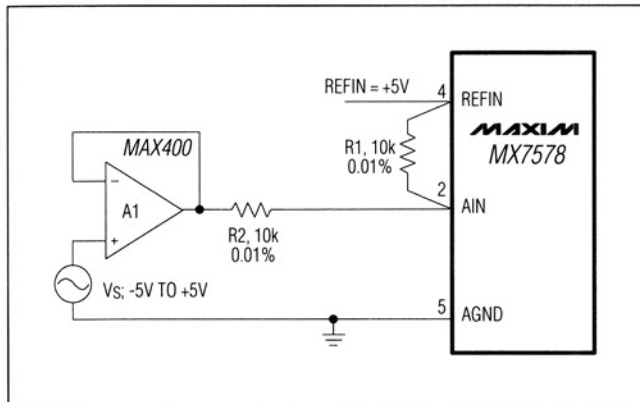 REFIN = +5V
4
REFIN
MAXIM
MX7578
MAX400
R1, 10k
0.01%
2
AIN
−
A1
+
R2, 10k
0.01%
VS; -5V TO +5V
5
AGND